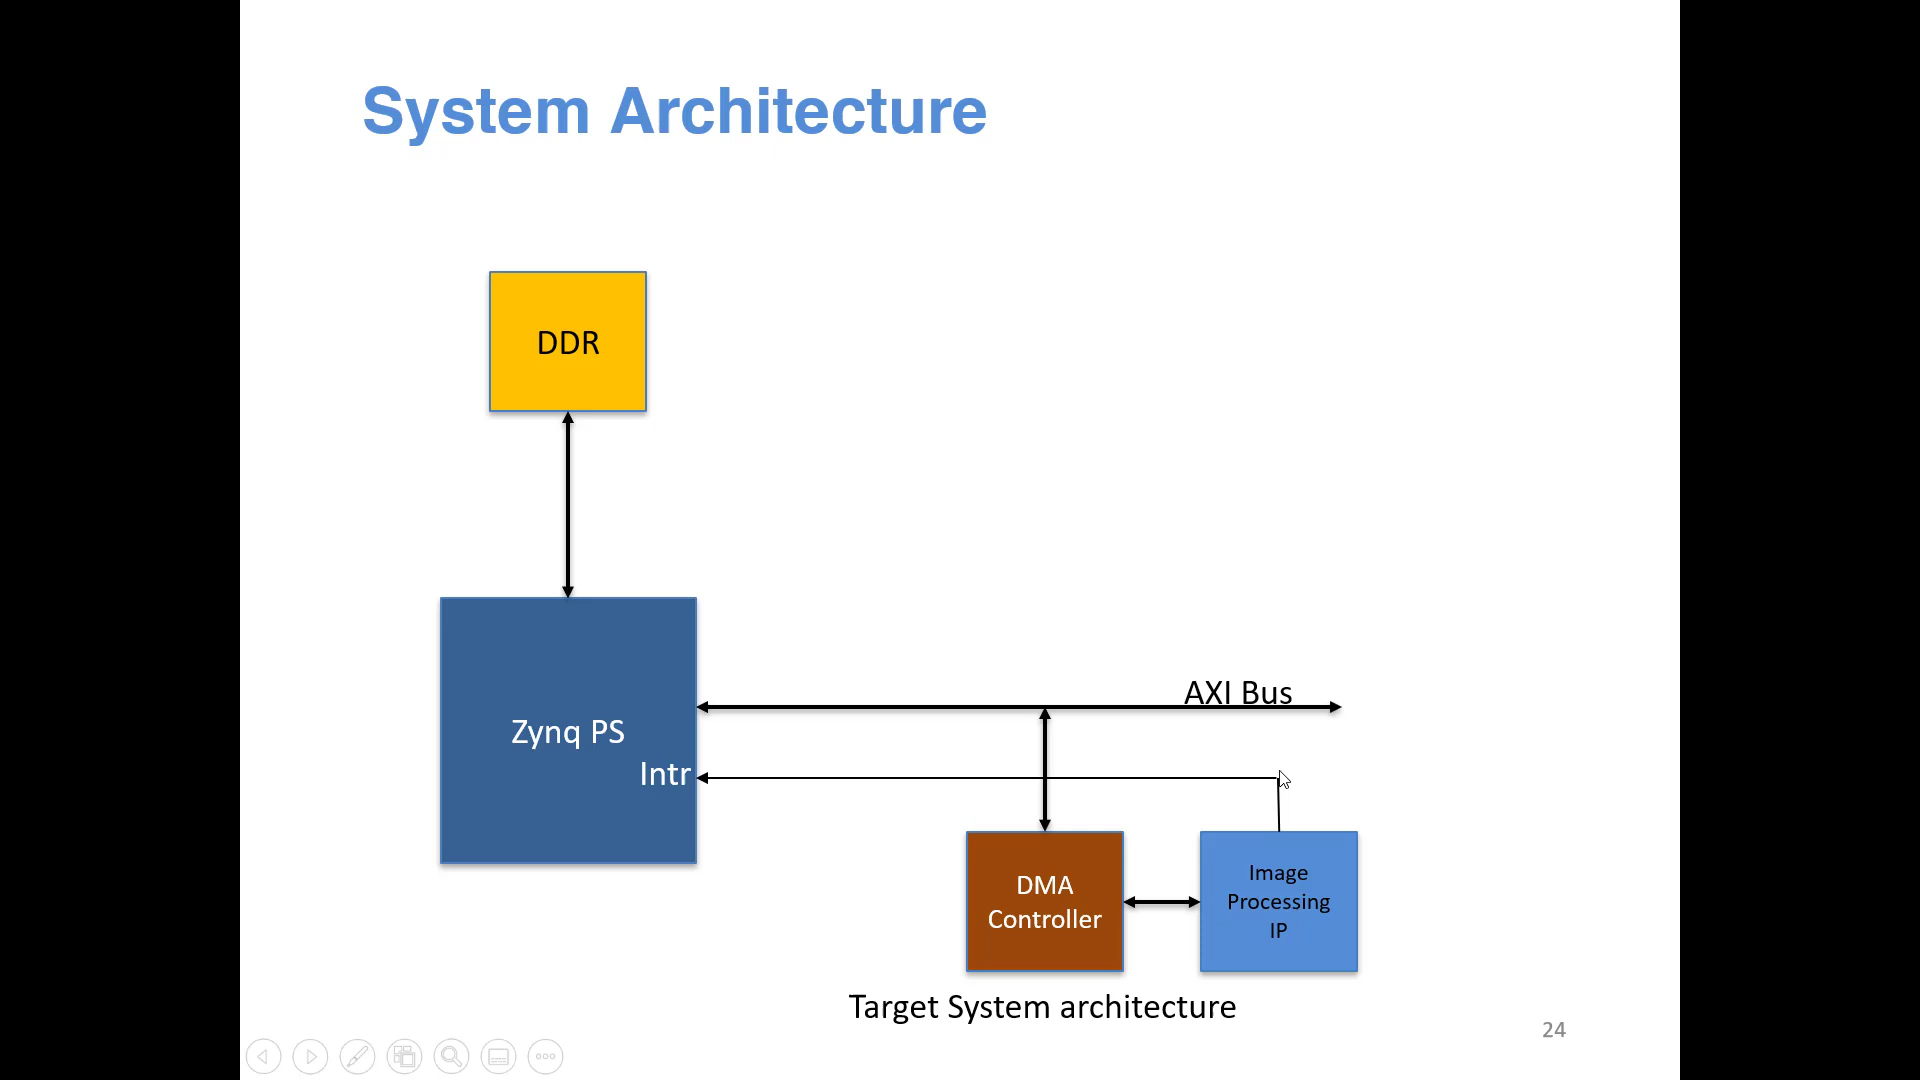 System Architecture
DDR
AXI Bus
Zynq PS
Intr
DMA
Controller
Image
Processing
IP
Target System architecture
24